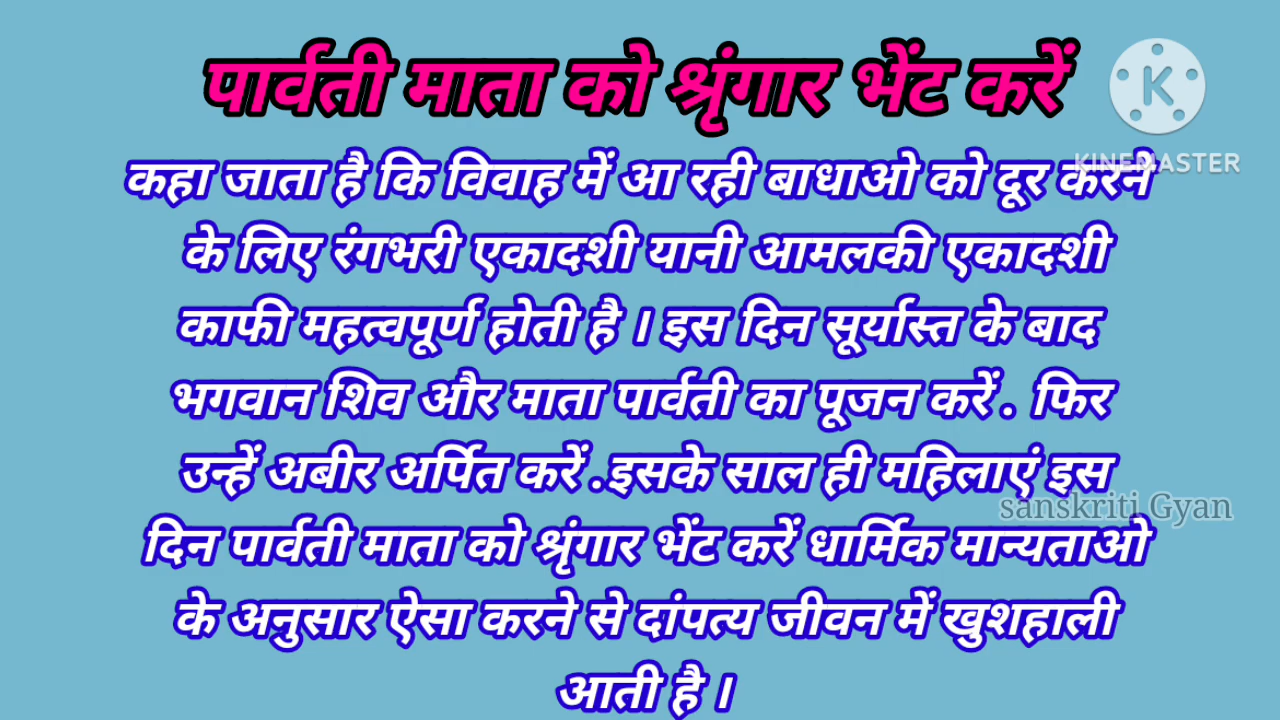 पार्वती माता को श्रृंगार भेंट करें
KINEMASTER
कहा जाता है कि विवाह में आ रही बाधाओ को दूर करने
के लिए रंगभरी एकादशी यानी आमलकी एकादशी
काफी महत्वपूर्ण होती है । इस दिन सूर्यास्त के बाद
भगवान शिव और माता पार्वती का पूजन करें . फिर
उन्हें अबीर अर्पित करें .इसके साल ही महिलाएं इस
sanskriti Gyan
दिन पार्वती माता को श्रृंगार भेंट करें धार्मिक मान्यताओ
के अनुसार ऐसा करने से दांपत्य जीवन में खुशहाली
आती है ।